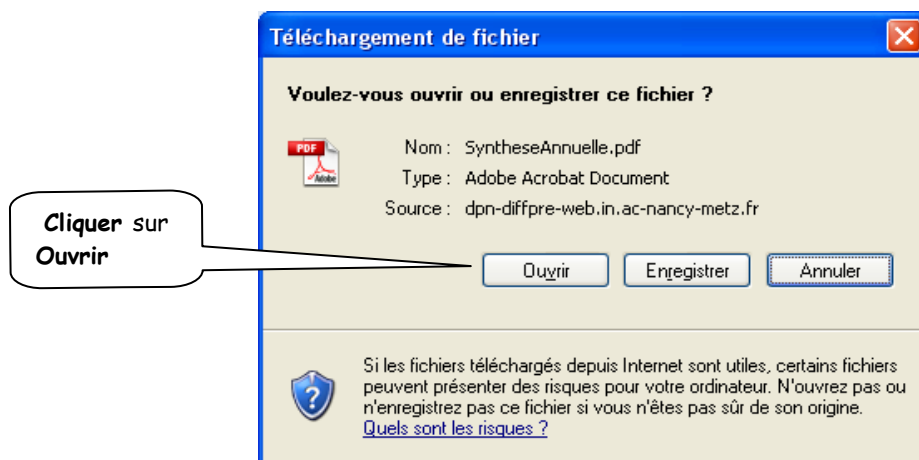 Téléchargement de fichier
Voulez-vous ouvrir ou enregistrer ce fichier ?
PDF
Adobe
Nom : SyntheseAnnuelle.pdf
Type : Adobe Acrobat Document
Source : dpn-diffpre-web.in.ac-nancy-metz.fr
Cliquer sur
Ouvrir
Ouvrir Enregistrer Annuler
Si les fichiers téléchargés depuis Internet sont utiles, certains fichiers
peuvent présenter des risques pour votre ordinateur. N'ouvrez pas ou
n'enregistrez pas ce fichier si vous n'êtes pas sûr de son origine.
Quels sont les risques ?